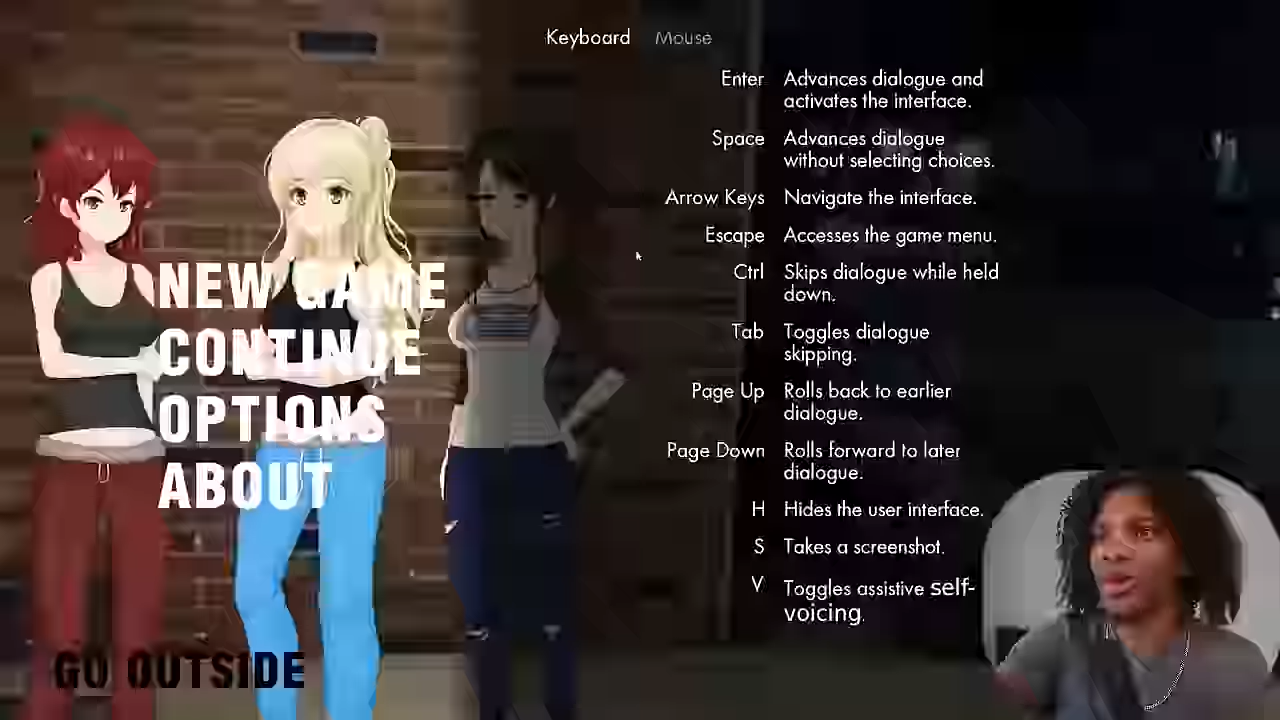 Keyboard Mouse
Enter Advances dialogue and
activates the interface.
Space Advances dialogue
without selecting choices.
Arrow Keys Navigate the interface.
Escape Accesses the game menu.
Ctrl Skips dialogue while held
down.
Tab Toggles dialogue
skipping.
Page Up Rolls back to earlier
dialogue.
Page Down Rolls forward to later
dialogue.
H Hides the user interface.
S Takes a screenshot.
V Toggles assistive self-
voicing.
NEW GAME
CONTINUE
OPTIONS
ABOUT
GO OUTSIDE